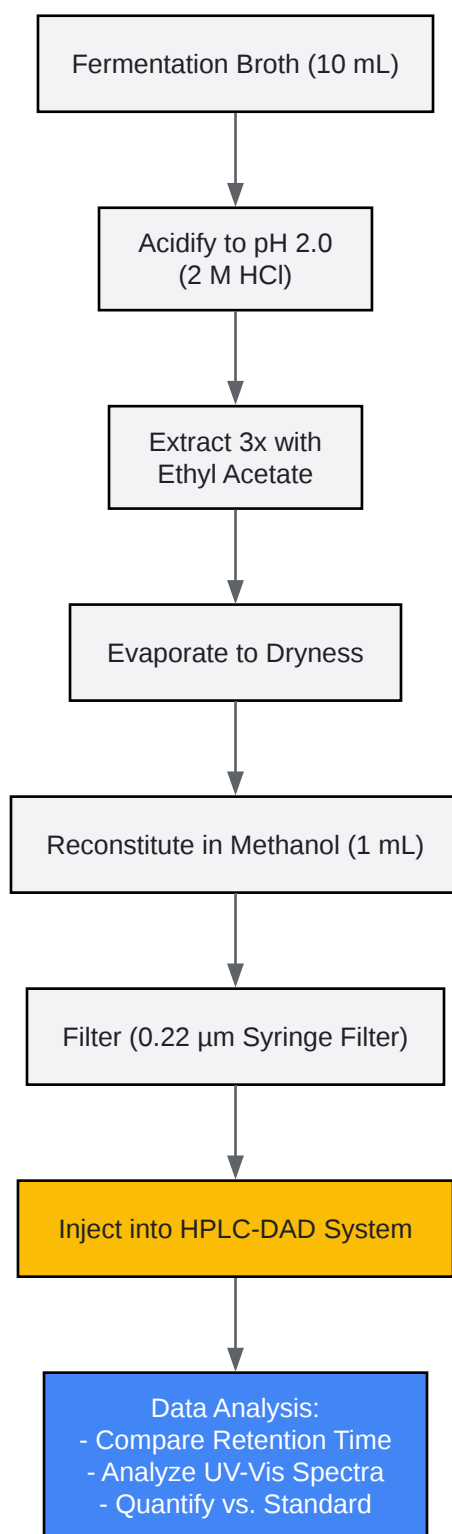 Fermentation Broth (10 mL)
Acidify to pH 2.0
(2 M HCl)
Extract 3x with
Ethyl Acetate
Evaporate to Dryness
Reconstitute in Methanol (1 mL)
Filter (0.22 µm Syringe Filter)
Inject into HPLC-DAD System
Data Analysis:
- Compare Retention Time
- Analyze UV-Vis Spectra
- Quantify vs. Standard